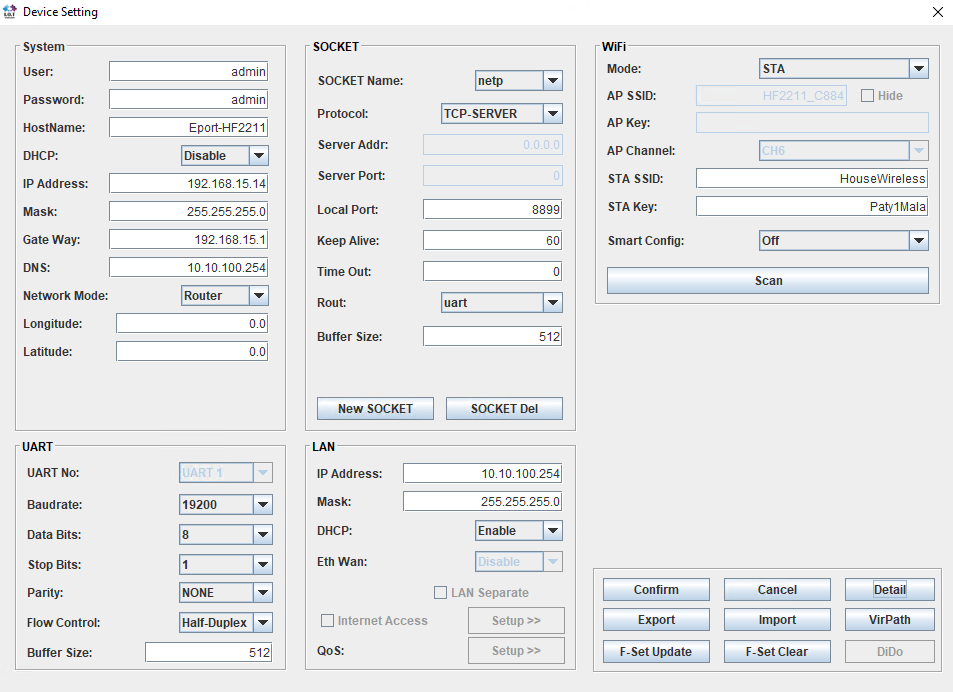 Device Setting
System
User: admin
Password: admin
HostName: Eport-HF2211
DHCP: Disable
IP Address: 192.168.15.14
Mask: 255.255.255.0
Gate Way: 192.168.15.1
DNS: 10.10.100.254
Network Mode: Router
Longitude: 0.0
Latitude: 0.0
SOCKET
SOCKET Name: netp
Protocol: TCP-SERVER
Server Addr: 0.0.0.0
Server Port: 0
Local Port: 8899
Keep Alive: 60
Time Out: 0
Rout: uart
Buffer Size: 512
New SOCKET SOCKET Del
WiFi
Mode: STA
AP SSID: HF2211_C884 Hide
AP Key:
AP Channel: CH6
STA SSID: HouseWireless
STA Key: Paty1Mala
Smart Config: Off
Scan
UART
UART No: UART 1
Baudrate: 19200
Data Bits: 8
Stop Bits: 1
Parity: NONE
Flow Control: Half-Duplex
Buffer Size: 512
LAN
IP Address: 10.10.100.254
Mask: 255.255.255.0
DHCP: Enable
Eth Wan: Disable
LAN Separate
Internet Access Setup >>
QoS: Setup >>
Confirm Cancel Detail
Export Import VirPath
F-Set Update F-Set Clear DiDo